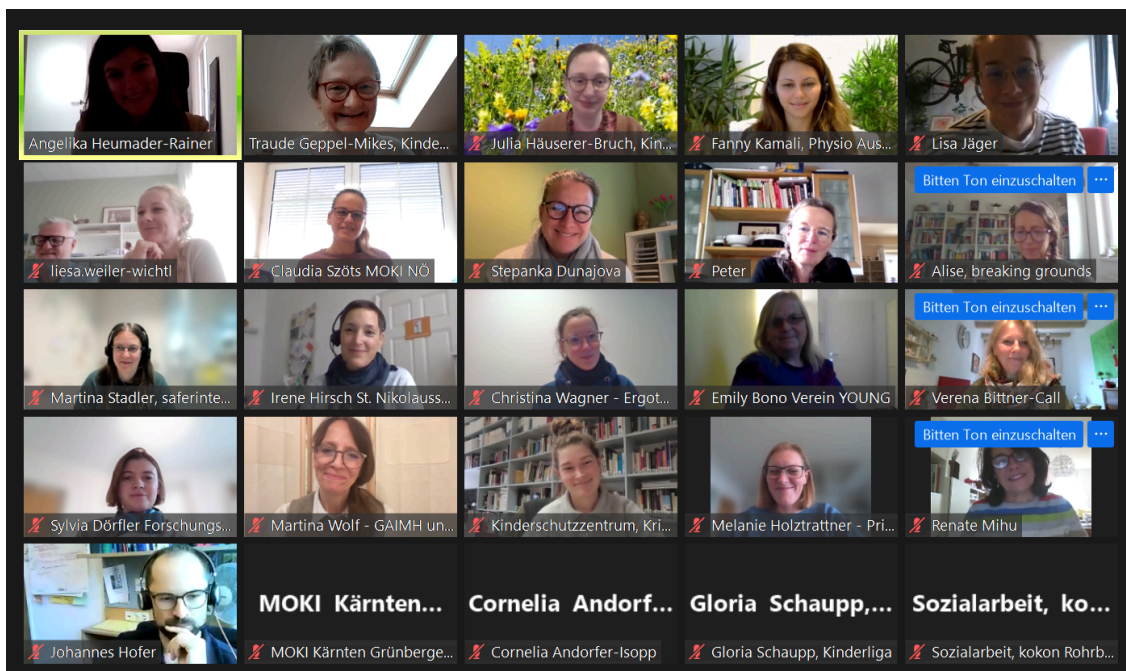 Angelika Heumader-Rainer
Traude Geppel-Mikes, Kinde...
Julia Häuserer-Bruch, Kin...
Fanny Kamali, Physio Aus...
Lisa Jäger
Bitten Ton einzuschalten ...
liesa.weiler-wichtl
Claudia Szöts MOKI NÖ
Stepanka Dunajova
Peter
Alise, breaking grounds
Bitten Ton einzuschalten ...
Martina Stadler, saferinte...
Irene Hirsch St. Nikolauss...
Christina Wagner - Ergot...
Emily Bono Verein YOUNG
Verena Bittner-Call
Bitten Ton einzuschalten ...
Sylvia Dörfler Forschungs...
Martina Wolf - GAIMH un...
Kinderschutzzentrum, Kri...
Melanie Holztrattner - Pri...
Renate Mihu
MOKI Kärnten...
Cornelia Andorf...
Gloria Schaupp,...
Sozialarbeit, ko...
Johannes Hofer
MOKI Kärnten Grünberge...
Cornelia Andorfer-Isopp
Gloria Schaupp, Kinderliga
Sozialarbeit, kokon Rohrb...